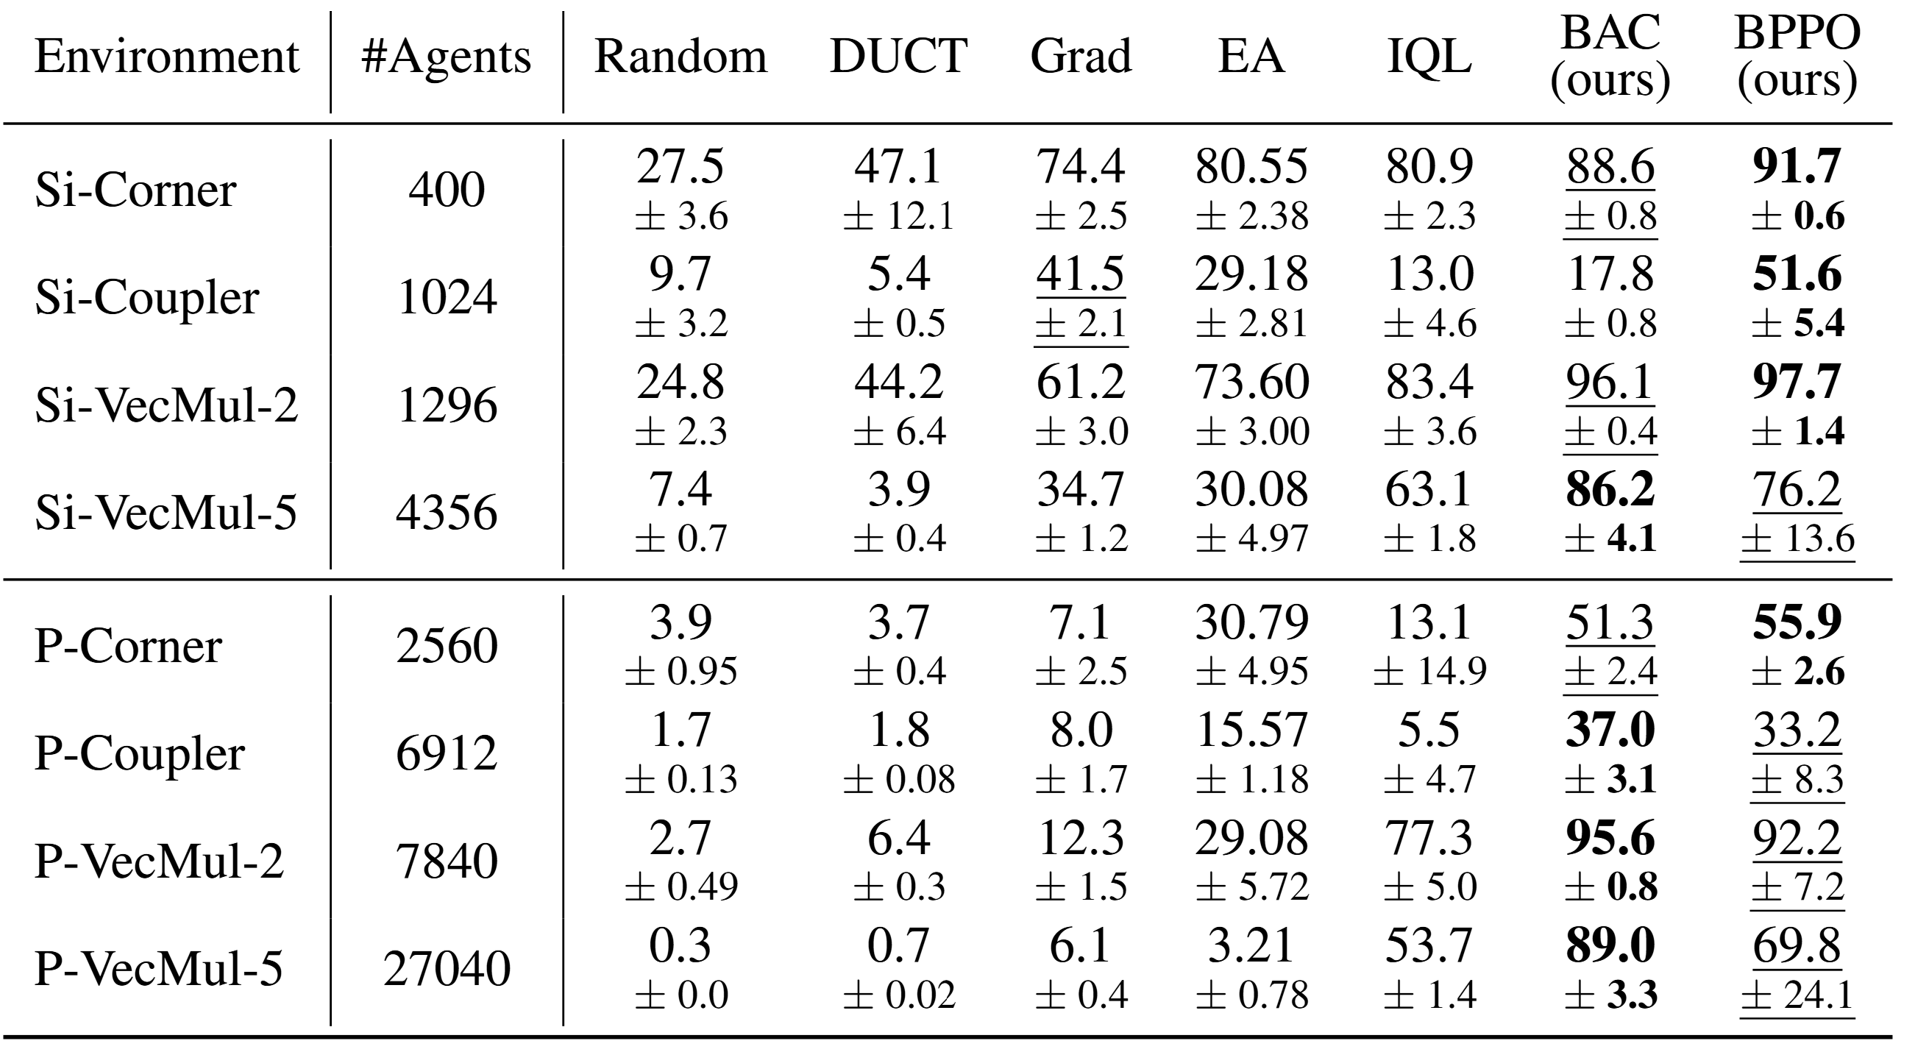 Environment #Agents Random DUCT Grad EA IQL BAC (ours) BPPO (ours)
Si-Corner 400 27.5 47.1 74.4 80.55 80.9 88.6 91.7
± 3.6 ± 12.1 ± 2.5 ± 2.38 ± 2.3 ± 0.8 ± 0.6
Si-Coupler 1024 9.7 5.4 41.5 29.18 13.0 17.8 51.6
± 3.2 ± 0.5 ± 2.1 ± 2.81 ± 4.6 ± 0.8 ± 5.4
Si-VecMul-2 1296 24.8 44.2 61.2 73.60 83.4 96.1 97.7
± 2.3 ± 6.4 ± 3.0 ± 3.00 ± 3.6 ± 0.4 ± 1.4
Si-VecMul-5 4356 7.4 3.9 34.7 30.08 63.1 86.2 76.2
± 0.7 ± 0.4 ± 1.2 ± 4.97 ± 1.8 ± 4.1 ± 13.6
P-Corner 2560 3.9 3.7 7.1 30.79 13.1 51.3 55.9
± 0.95 ± 0.4 ± 2.5 ± 4.95 ± 14.9 ± 2.4 ± 2.6
P-Coupler 6912 1.7 1.8 8.0 15.57 5.5 37.0 33.2
± 0.13 ± 0.08 ± 1.7 ± 1.18 ± 4.7 ± 3.1 ± 8.3
P-VecMul-2 7840 2.7 6.4 12.3 29.08 77.3 95.6 92.2
± 0.49 ± 0.3 ± 1.5 ± 5.72 ± 5.0 ± 0.8 ± 7.2
P-VecMul-5 27040 0.3 0.7 6.1 3.21 53.7 89.0 69.8
± 0.0 ± 0.02 ± 0.4 ± 0.78 ± 1.4 ± 3.3 ± 24.1